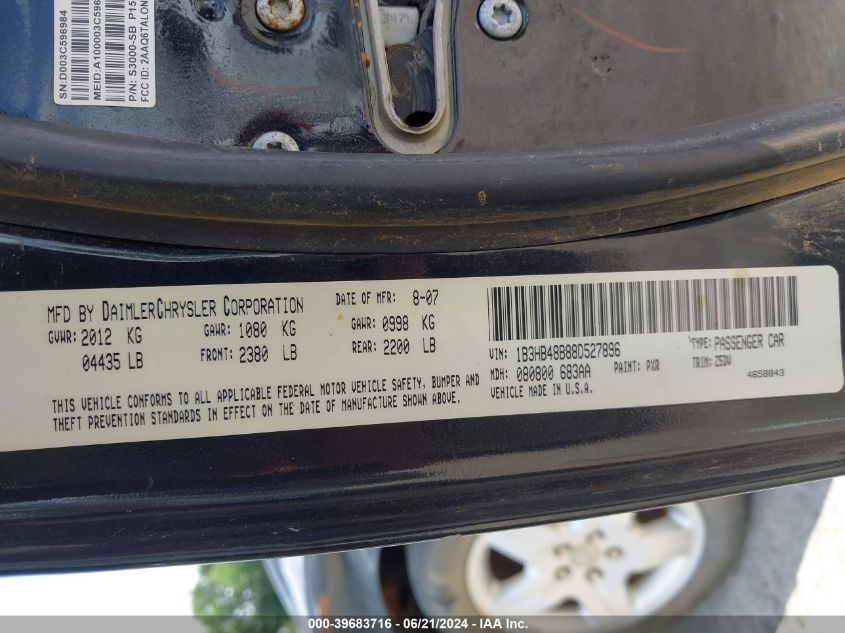 SN:D003C596984
MEID:A100003C596
P/N: S3000-SB P15
FCC ID: 2AAQ6TALON
3471
MFD BY DAIMLERCHRYSLER CORPORATION
DATE OF MFR: 8-07
GVWR: 2012 KG
GAWR: 1080 KG
GAWR: 0998 KG
04435 LB
FRONT: 2380 LB
REAR: 2200 LB
THIS VEHICLE CONFORMS TO ALL APPLICABLE FEDERAL MOTOR VEHICLE SAFETY, BUMPER AND
THEFT PREVENTION STANDARDS IN EFFECT ON THE DATE OF MANUFACTURE SHOWN ABOVE.
VIN: 1B3HB48B88D527896
TYPE: PASSENGER CAR
MDH: 080800 683AA
PAINT: PXR
TRIM: Z5DV
VEHICLE MADE IN U.S.A.
4658843
000-39683716 - 06/21/2024 - IAA Inc.